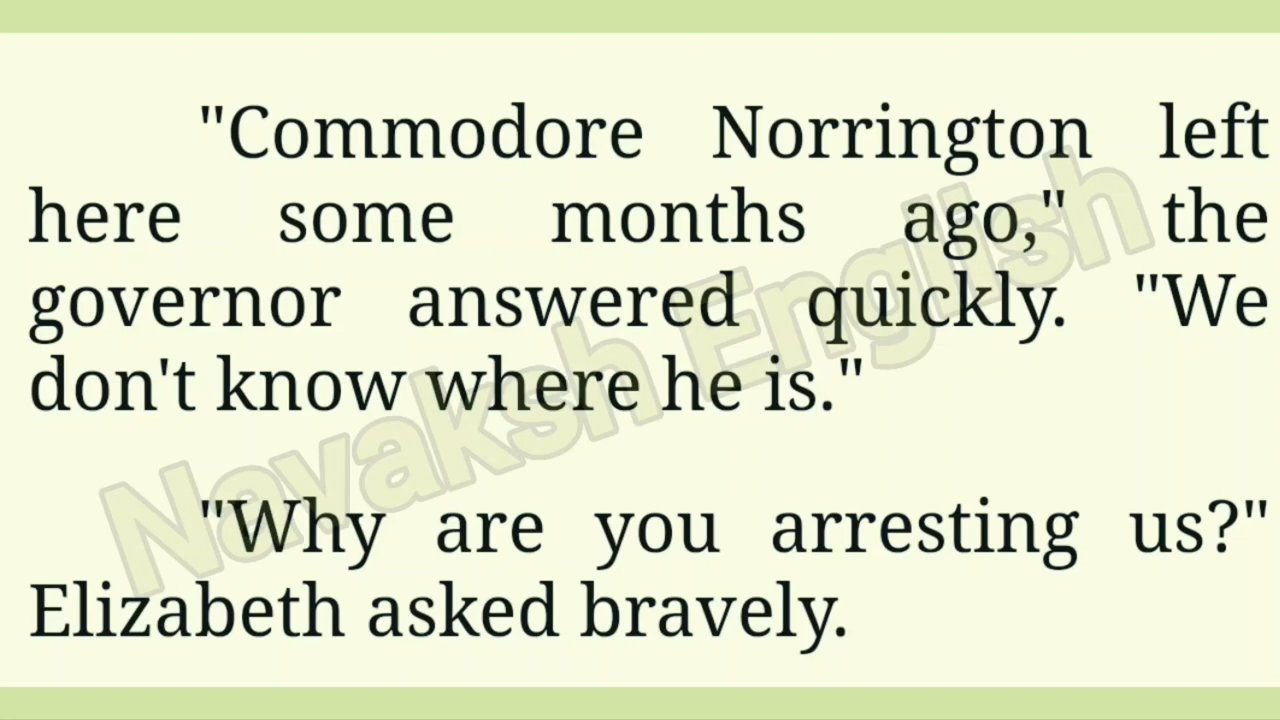 "Commodore Norrington left
here some months ago," the
governor answered quickly. "We
don't know where he is."
"Why are you arresting us?"
Elizabeth asked bravely.
Navaksh English